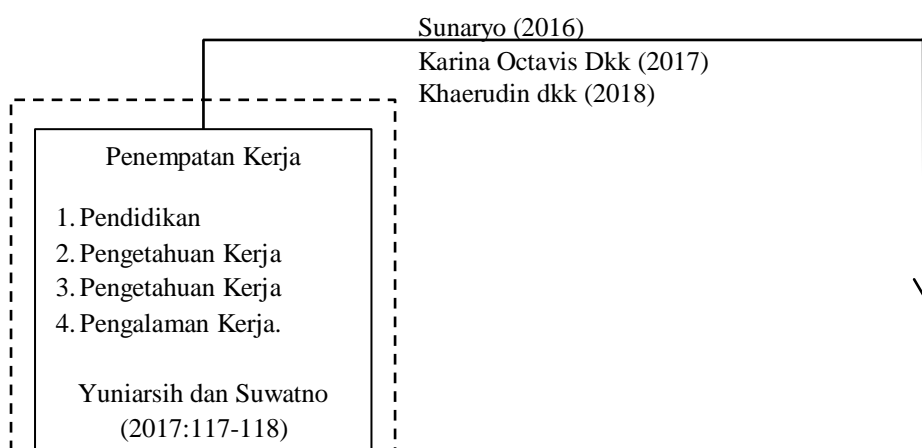 Sunaryo (2016)
Karina Octavis Dkk (2017)
Khaerudin dkk (2018)
Penempatan Kerja
1. Pendidikan
2. Pengetahuan Kerja
3. Pengetahuan Kerja
4. Pengalaman Kerja.
Yuniarsih dan Suwatno
(2017:117-118)